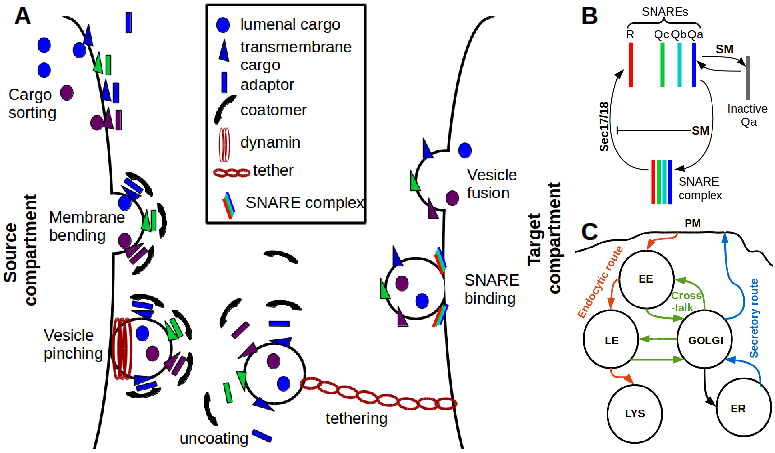 A
Cargo
sorting
Membrane
bending
Source
compartment
Vesicle
pinching
uncoating
tethering
lumenal cargo
transmembrane
cargo
adaptor
coatomer
dynamin
tether
SNARE complex
Vesicle
fusion
SNARE
binding
Target
compartment
B
SNAREs
R
Qc
Qb
Qa
SM
Inactive
Qa
Sec17/18
SM
SNARE
complex
C
PM
Endocytic route
EE
Cross
-talk
LE
GOLGI
Secretory route
LYS
ER